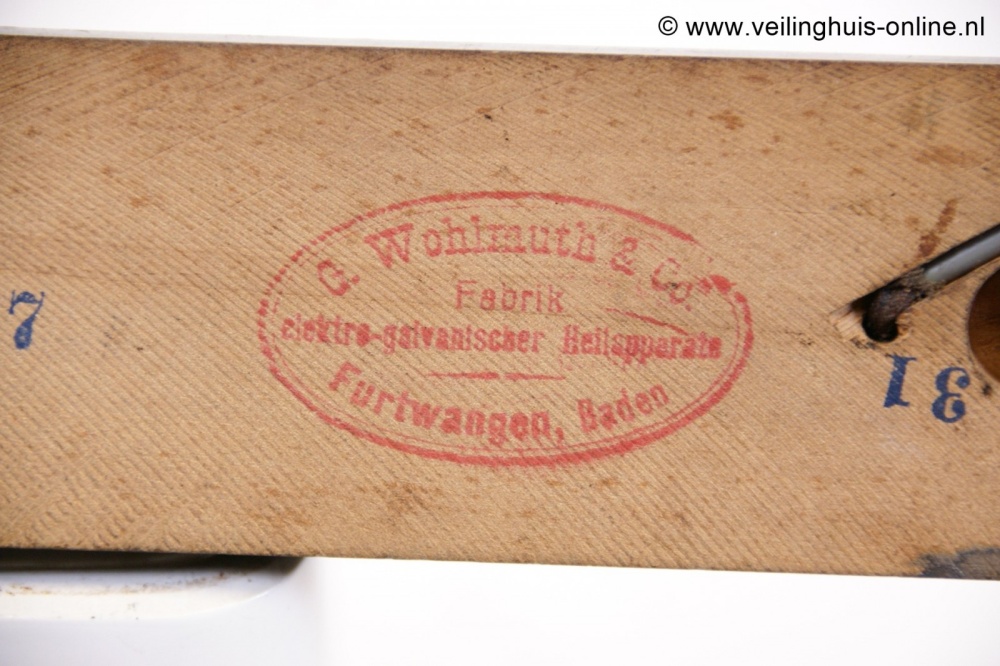 © www.veilinghuis-online.nl
G. Wohlmuth & Co.
Fabrik
elektro-galvanischer Heilapparate
Furtwangen, Baden
7
31